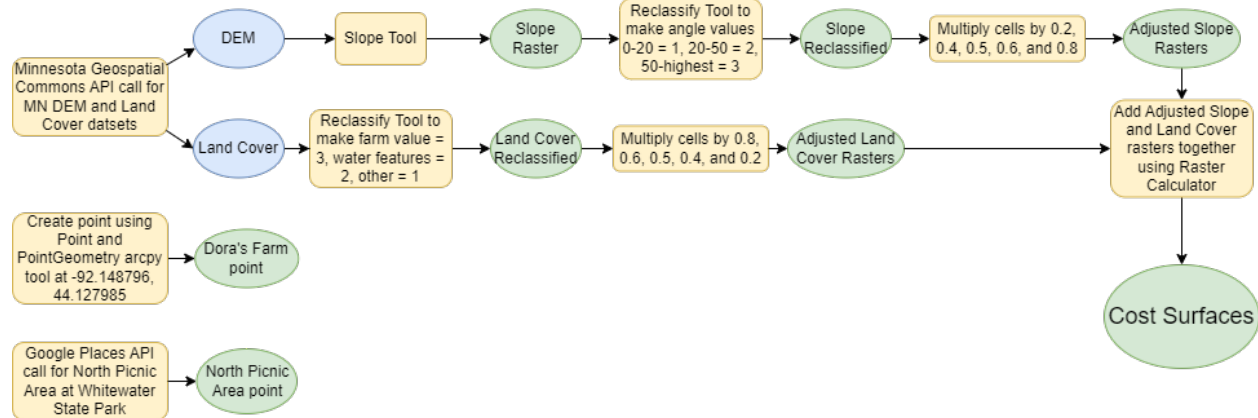 Minnesota Geospatial
Commons API call for
MN DEM and Land
Cover datsets
DEM
Slope Tool
Slope
Raster
Reclassify Tool to
make angle values
0-20 = 1, 20-50 = 2,
50-highest = 3
Slope
Reclassified
Multiply cells by 0.2,
0.4, 0.5, 0.6, and 0.8
Adjusted Slope
Rasters
Land Cover
Reclassify Tool to
make farm value =
3, water features =
2, other = 1
Land Cover
Reclassified
Multiply cells by 0.8,
0.6, 0.5, 0.4, and 0.2
Adjusted Land
Cover Rasters
Add Adjusted Slope
and Land Cover
rasters together
using Raster
Calculator
Cost Surfaces
Create point using
Point and
PointGeometry arcpy
tool at -92.148796,
44.127985
Dora's Farm
point
Google Places API
call for North Picnic
Area at Whitewater
State Park
North Picnic
Area point